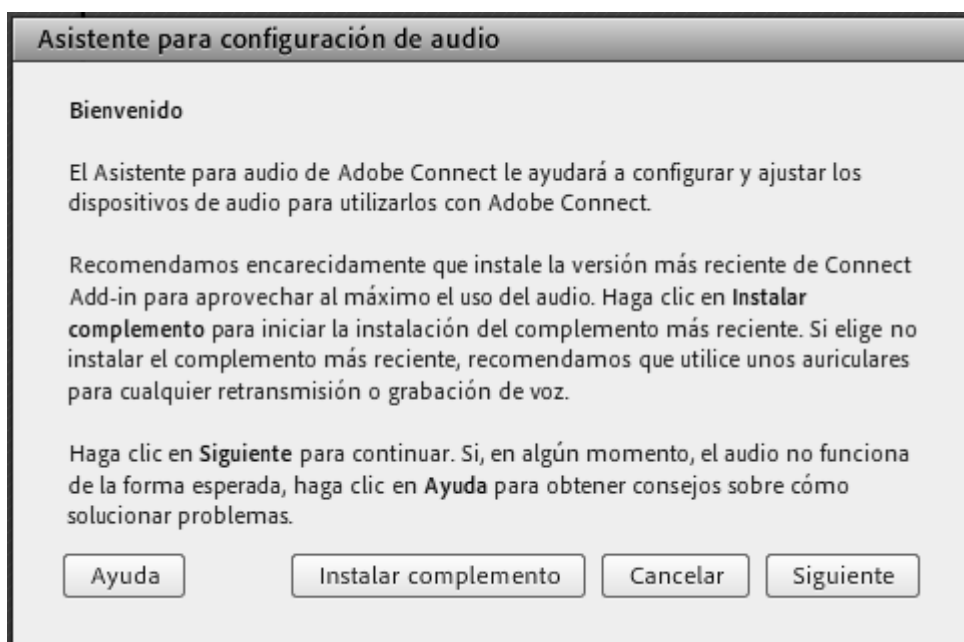 Asistente para configuración de audio
Bienvenido
El Asistente para audio de Adobe Connect le ayudará a configurar y ajustar los
dispositivos de audio para utilizarlos con Adobe Connect.
Recomendamos encarecidamente que instale la versión más reciente de Connect
Add-in para aprovechar al máximo el uso del audio. Haga clic en Instalar
complemento para iniciar la instalación del complemento más reciente. Si elige no
instalar el complemento más reciente, recomendamos que utilice unos auriculares
para cualquier retransmisión o grabación de voz.
Haga clic en Siguiente para continuar. Si, en algún momento, el audio no funciona
de la forma esperada, haga clic en Ayuda para obtener consejos sobre cómo
solucionar problemas.
Ayuda Instalar complemento Cancelar Siguiente